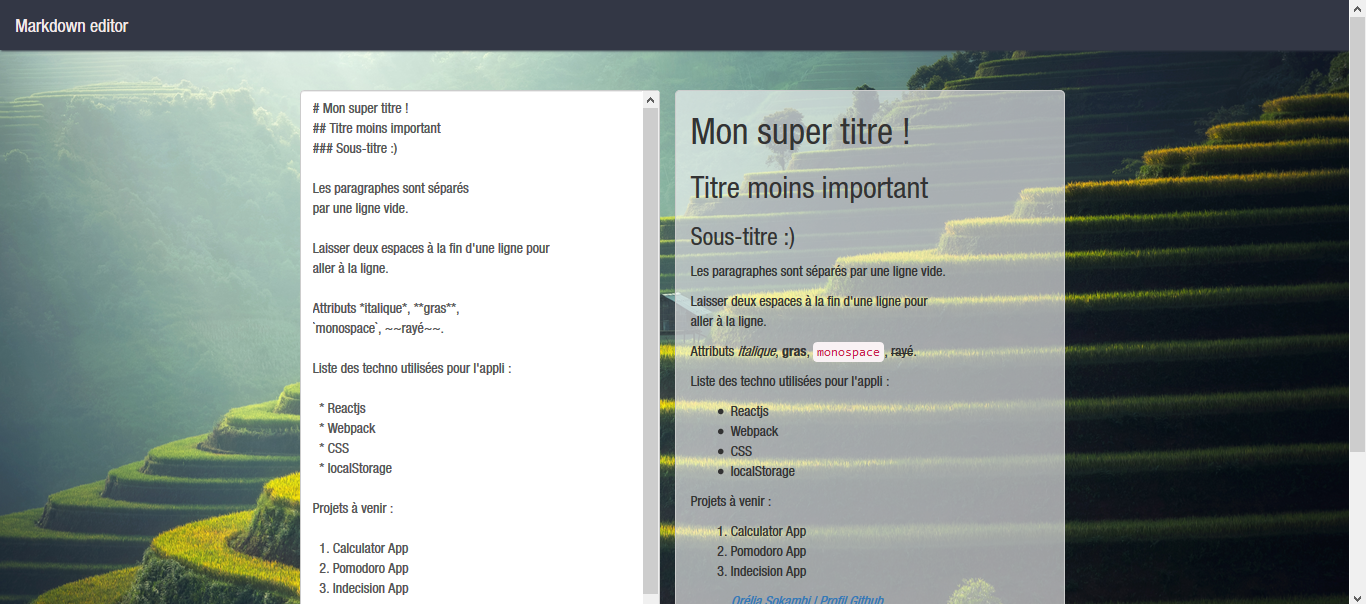 Markdown editor
# Mon super titre !
## Titre moins important
### Sous-titre :)
Les paragraphes sont séparés
par une ligne vide.
Laisser deux espaces à la fin d'une ligne pour
aller à la ligne.
Attributs *italique*, **gras**,
`monospace`, ~~rayé~~.
Liste des techno utilisées pour l'appli :
* Reactjs
* Webpack
* CSS
* localStorage
Projets à venir :
1. Calculator App
2. Pomodoro App
3. Indecision App
Mon super titre !
Titre moins important
Sous-titre :)
Les paragraphes sont séparés par une ligne vide.
Laisser deux espaces à la fin d'une ligne pour
aller à la ligne.
Attributs italique, gras, monospace, rayé.
Liste des techno utilisées pour l'appli :
• Reactjs
• Webpack
• CSS
• localStorage
Projets à venir :
1. Calculator App
2. Pomodoro App
3. Indecision App
Orélia Sokambi | Profil Github